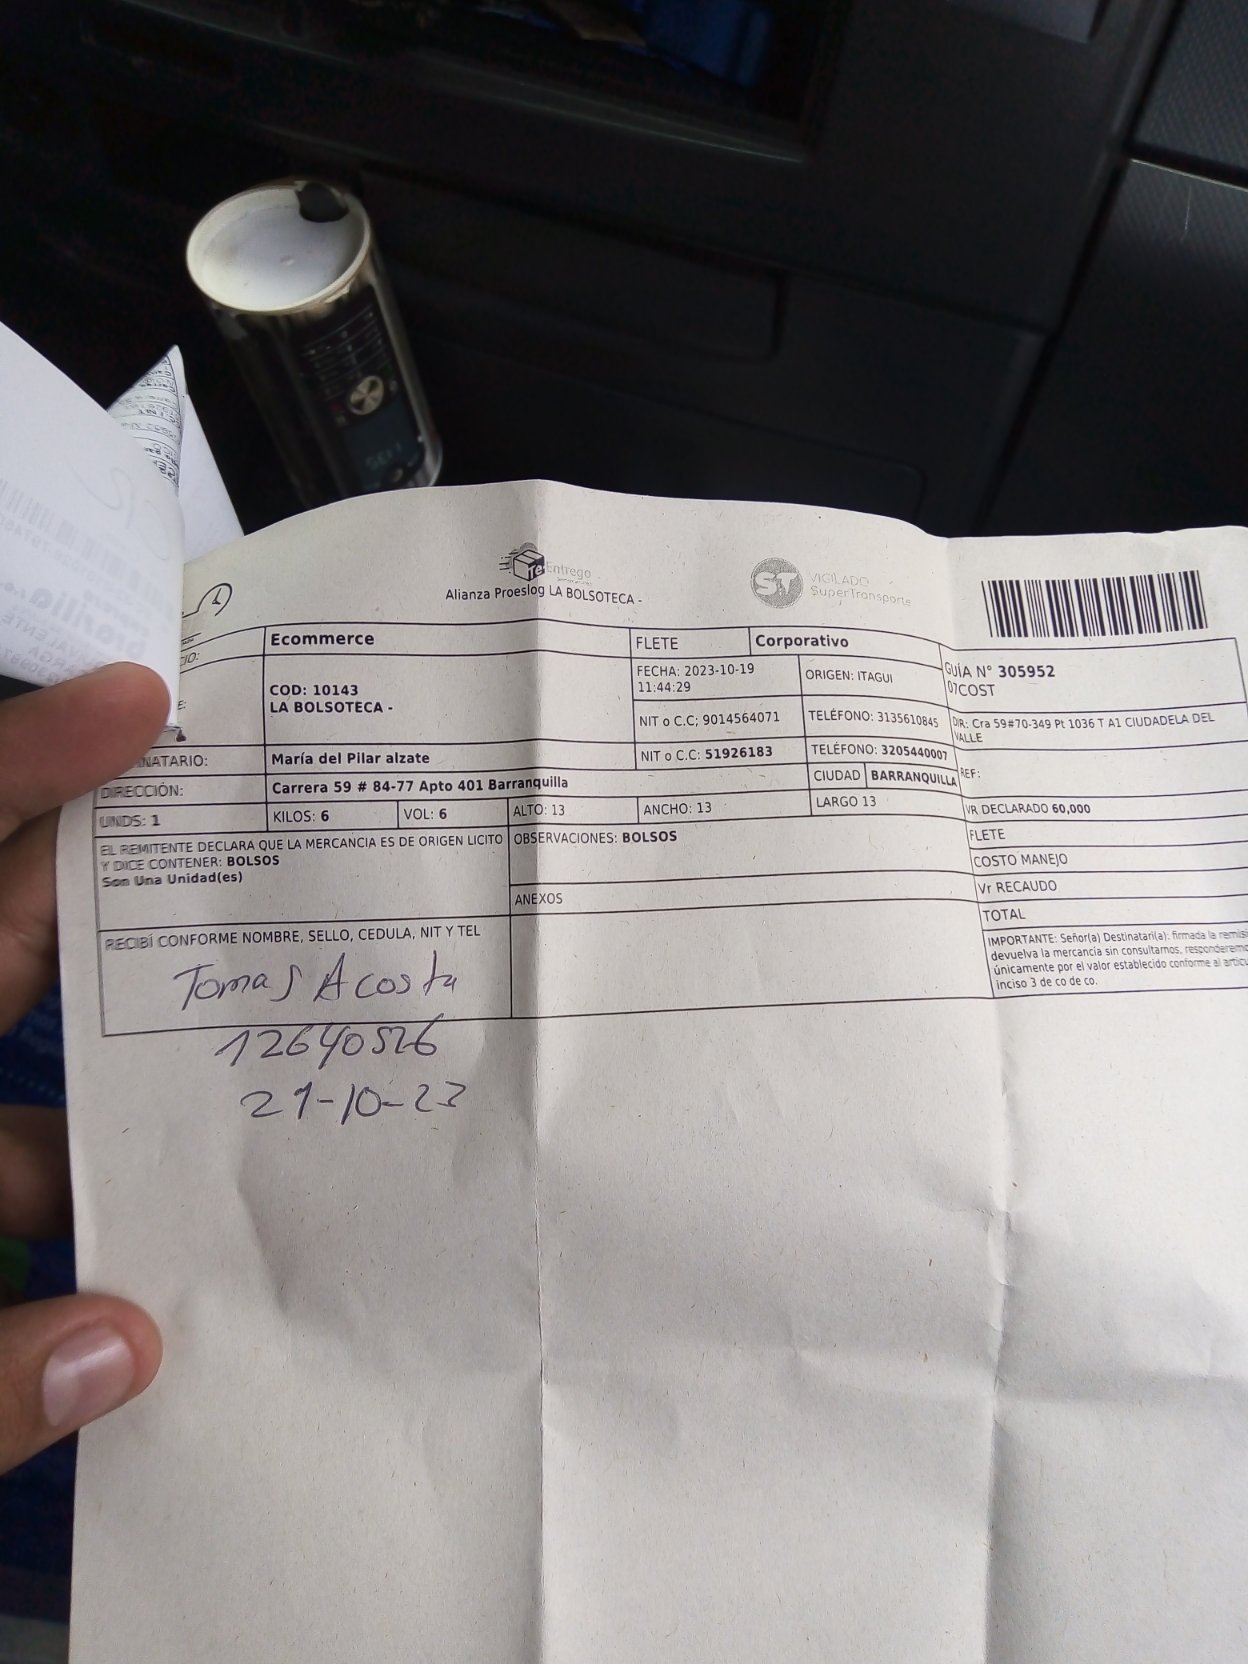 TeEntrego
Alianza Proeslog LA BOLSOTECA -
VIGILADO
SuperTransporte
Ecommerce
FLETE
Corporativo
COD: 10143
LA BOLSOTECA -
FECHA: 2023-10-19
11:44:29
ORIGEN: ITAGUI
GUÍA N° 305952
07COST
NIT o C.C; 9014564071
TELÉFONO: 3135610845
DIR: Cra 59#70-349 Pt 1036 T A1 CIUDADELA DEL
VALLE
NATARIO:
María del Pilar alzate
NIT o C.C: 51926183
TELÉFONO: 3205440007
REF:
DIRECCIÓN:
Carrera 59 # 84-77 Apto 401 Barranquilla
CIUDAD
BARRANQUILLA
UNDS: 1
KILOS: 6
VOL: 6
ALTO: 13
ANCHO: 13
LARGO 13
VR DECLARADO 60,000
EL REMITENTE DECLARA QUE LA MERCANCIA ES DE ORIGEN LICITO
Y DICE CONTENER: BOLSOS
Son Una Unidad(es)
OBSERVACIONES: BOLSOS
ANEXOS
FLETE
COSTO MANEJO
Vr RECAUDO
TOTAL
IMPORTANTE: Señor(a) Destinatari(a): firmada la remisi
devuelva la mercancia sin consultarnos, responderemo
únicamente por el valor establecido conforme al articu
inciso 3 de co de co.
RECIBÍ CONFORME NOMBRE, SELLO, CEDULA, NIT Y TEL
Tomas Acosta
12640526
21-10-23